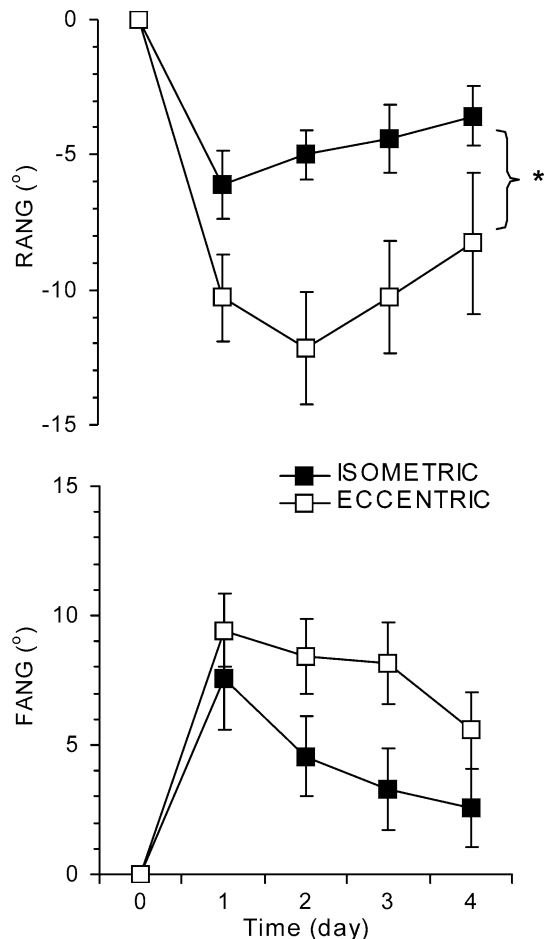 0
-5
-10
-15
RANG (°)
*
ISOMETRIC
ECCENTRIC
15
10
5
0
FANG (°)
0 1 2 3 4
Time (day)